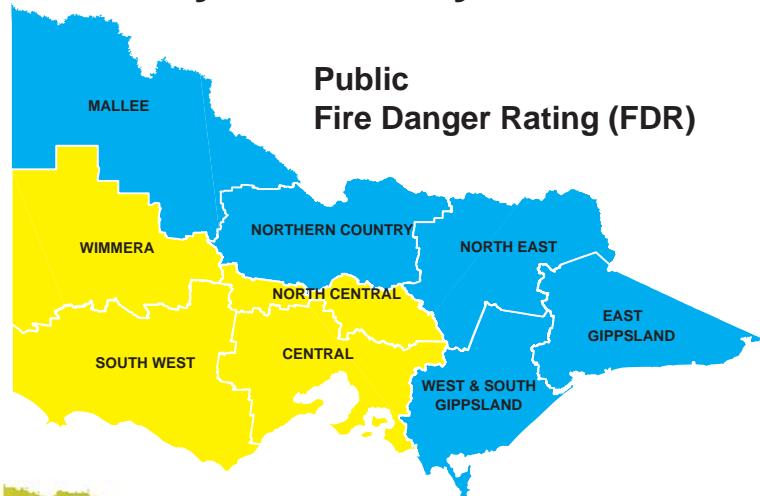 Public
Fire Danger Rating (FDR)
MALLEE
NORTHERN COUNTRY
WIMMERA
NORTH EAST
NORTH CENTRAL
EAST
GIPPSLAND
CENTRAL
SOUTH WEST
WEST & SOUTH
GIPPSLAND